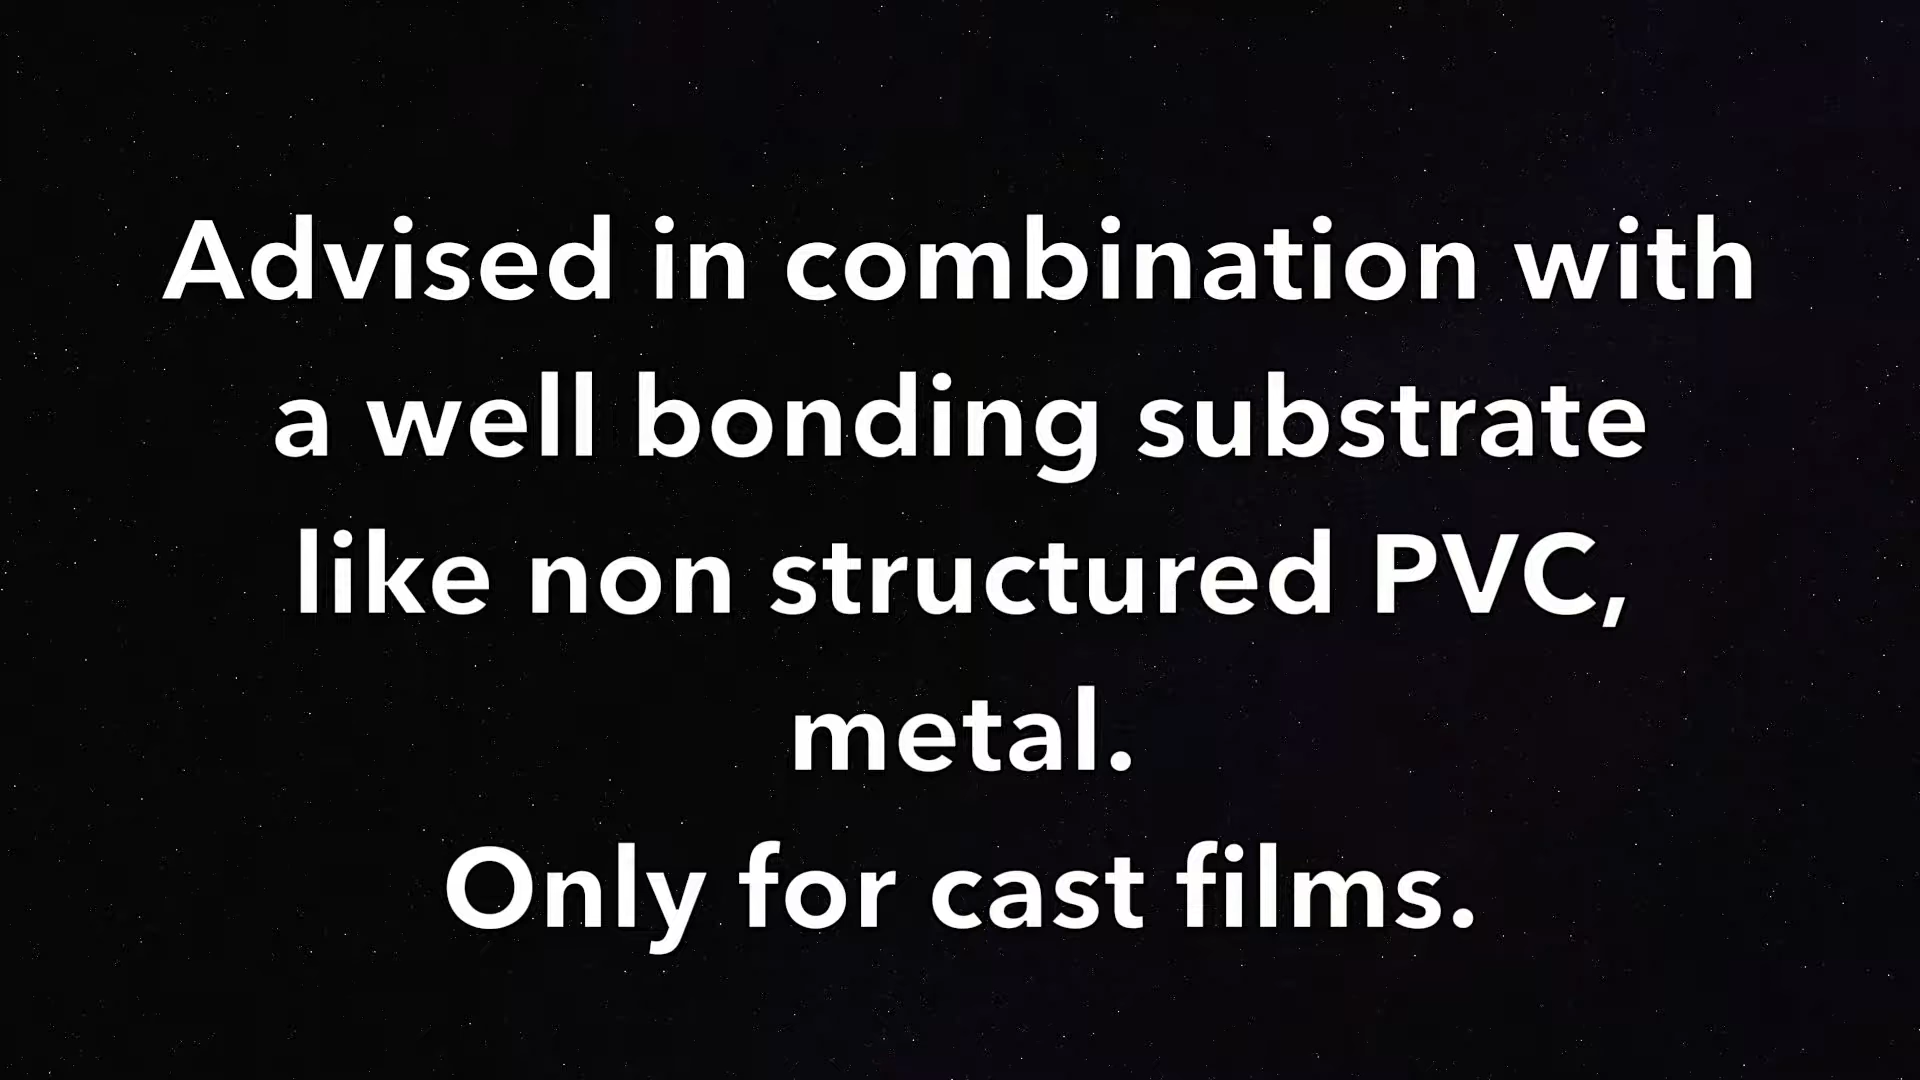 Advised in combination with
a well bonding substrate
like non structured PVC,
metal.
Only for cast films.